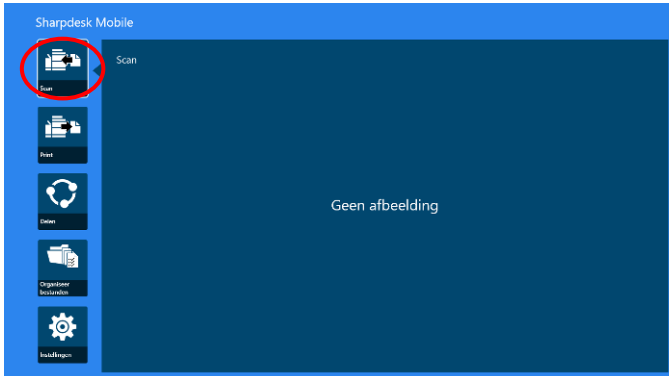 Sharpdesk Mobile
Scan
Scan
Geen afbeelding
Print
Delen
Organiseer
bestanden
Instellingen